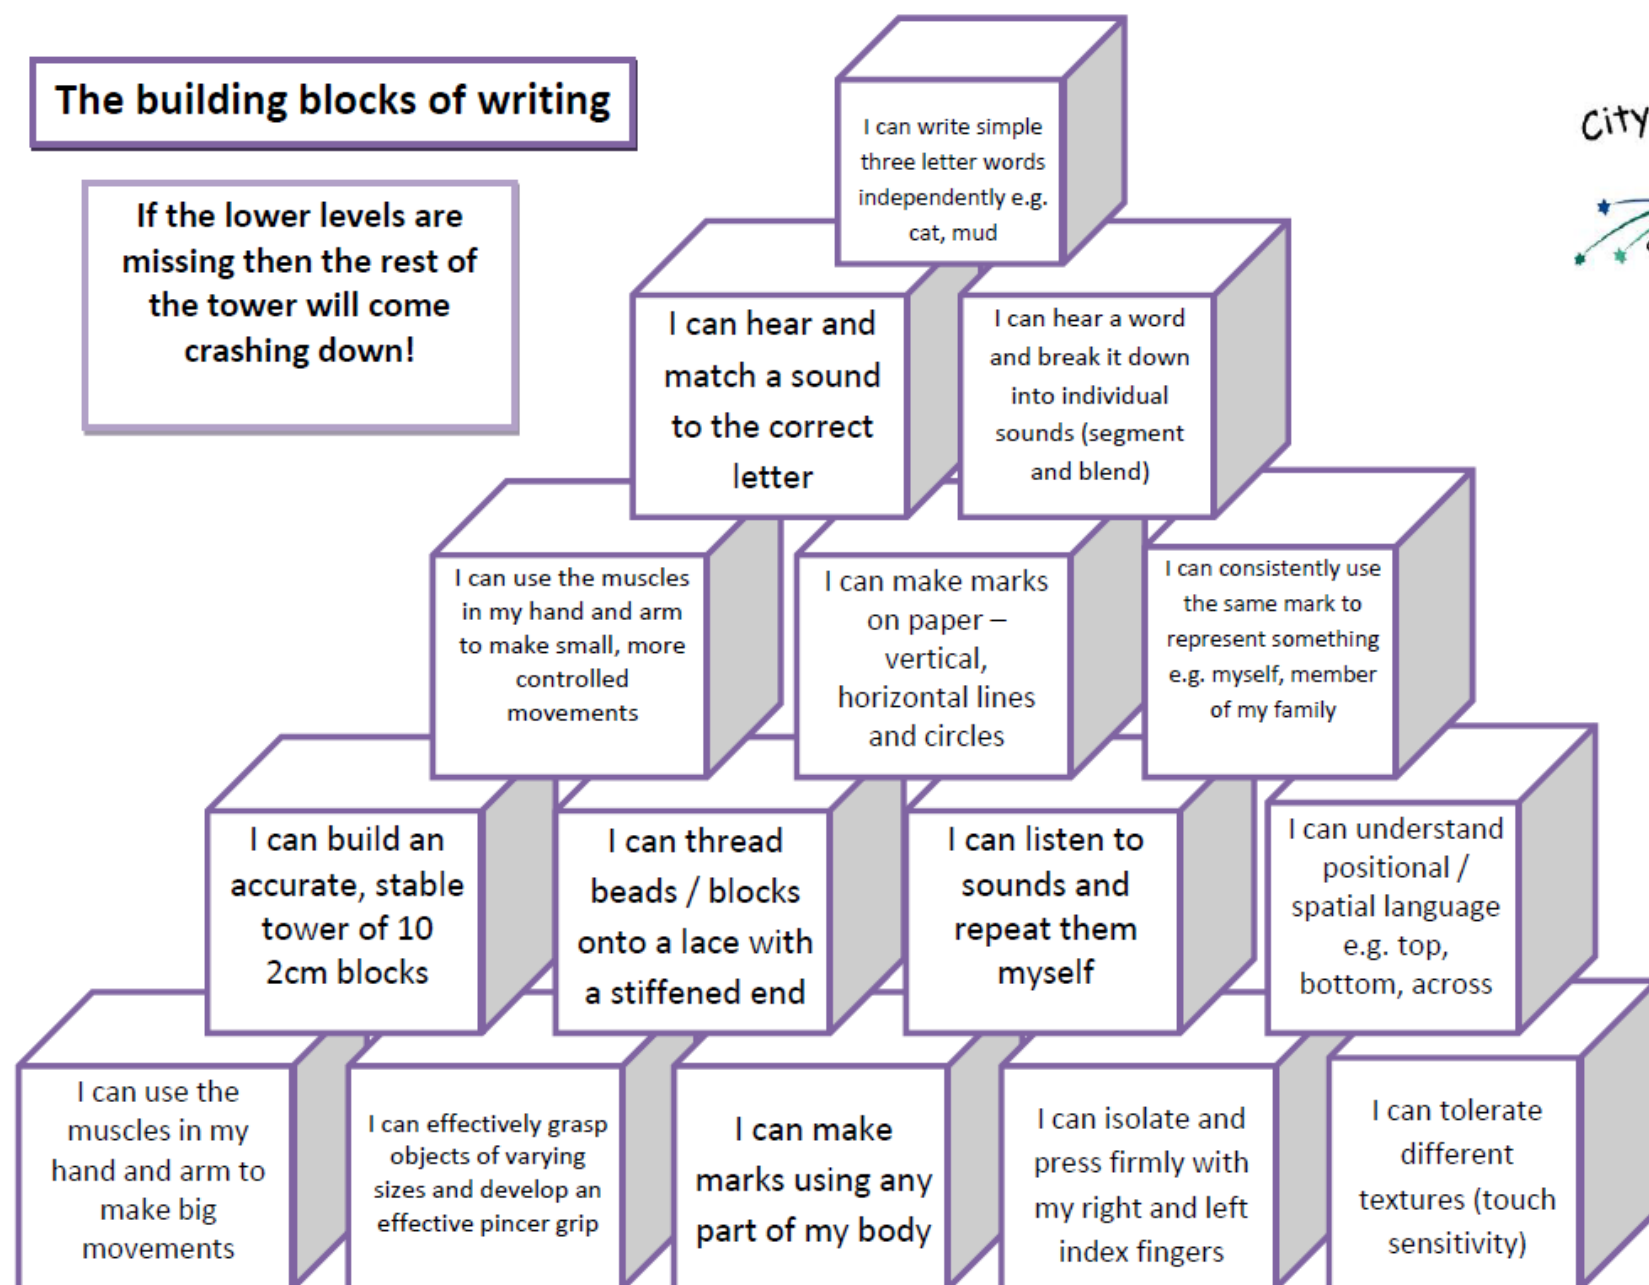 The building blocks of writing
If the lower levels are
missing then the rest of
the tower will come
crashing down!
City
I can write simple
three letter words
independently e.g.
cat, mud
I can hear and
match a sound
to the correct
letter
I can hear a word
and break it down
into individual
sounds (segment
and blend)
I can use the muscles
in my hand and arm
to make small, more
controlled
movements
I can make marks
on paper –
vertical,
horizontal lines
and circles
I can consistently use
the same mark to
represent something
e.g. myself, member
of my family
I can build an
accurate, stable
tower of 10
2cm blocks
I can thread
beads / blocks
onto a lace with
a stiffened end
I can listen to
sounds and
repeat them
myself
I can understand
positional /
spatial language
e.g. top,
bottom, across
I can use the
muscles in my
hand and arm to
make big
movements
I can effectively grasp
objects of varying
sizes and develop an
effective pincer grip
I can make
marks using any
part of my body
I can isolate and
press firmly with
my right and left
index fingers
I can tolerate
different
textures (touch
sensitivity)